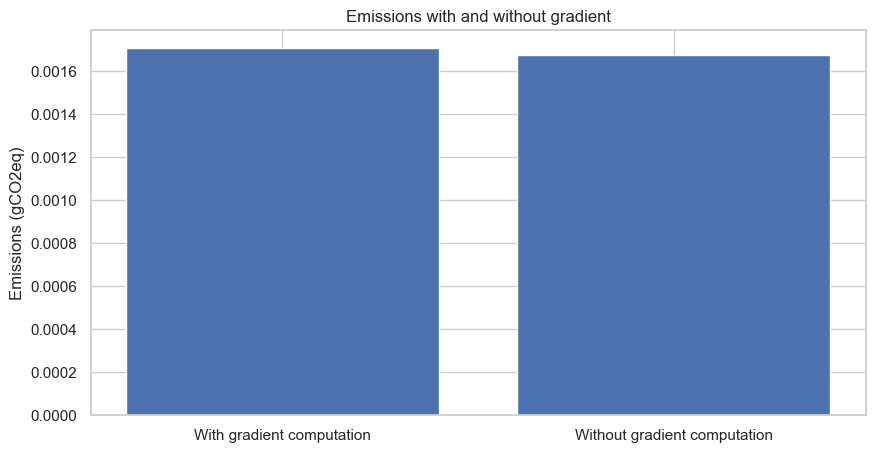 Emissions with and without gradient
Emissions (gCO2eq)
0.0016
0.0014
0.0012
0.0010
0.0008
0.0006
0.0004
0.0002
0.0000
With gradient computation
Without gradient computation